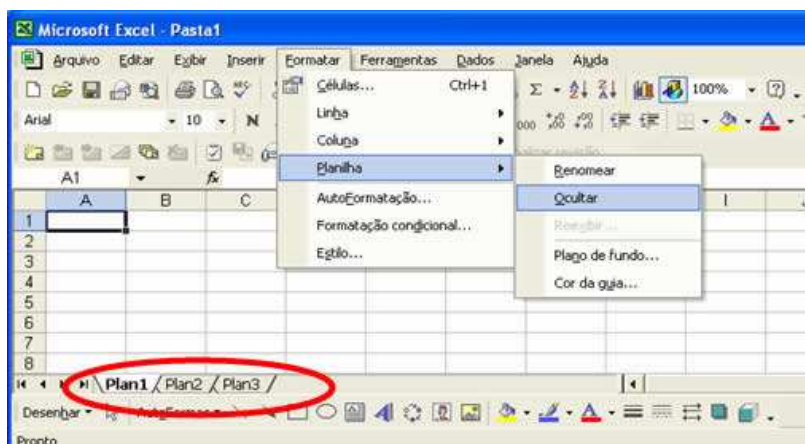 Microsoft Excel - Pasta1
Arquivo Editar Exibir Inserir Formatar Ferramentas Dados Janela Ajuda
Células... Ctrl+1
100%
Arial 10 N
Linha
000
Coluna
A1 fx
Planilha
Renomear
A B C I
AutoFormatação...
Ocultar
1
Formatação condicional...
Reexibir...
2
Estilo...
Plano de fundo...
3
Cor da guia...
4
5
6
7
8
Plan1 Plan2 Plan3
Desenhar
Pronto